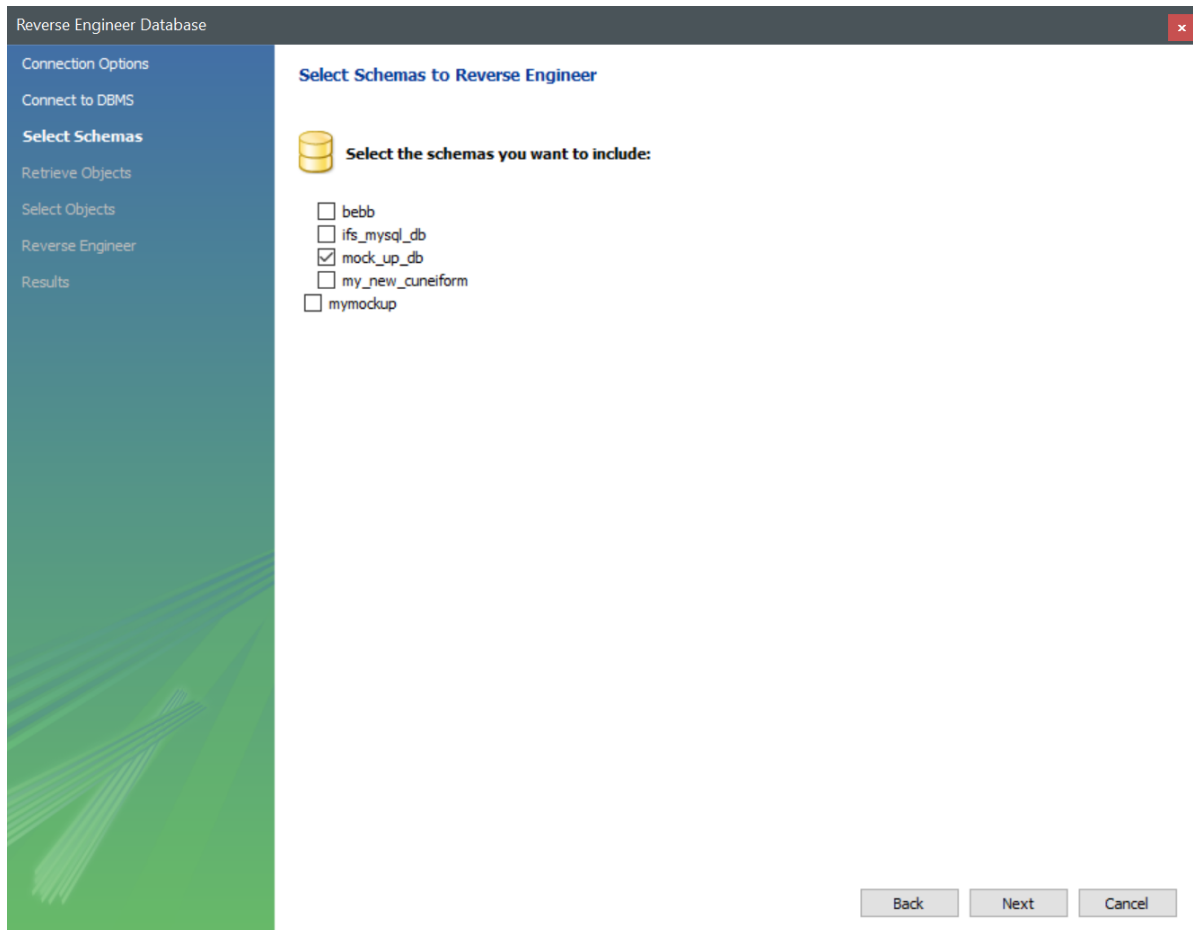 Reverse Engineer Database
Connection Options
Connect to DBMS
Select Schemas
Retrieve Objects
Select Objects
Reverse Engineer
Results
Select Schemas to Reverse Engineer
Select the schemas you want to include:
bebb
ifs_mysql_db
mock_up_db
my_new_cuneiform
mymockup
Back Next Cancel